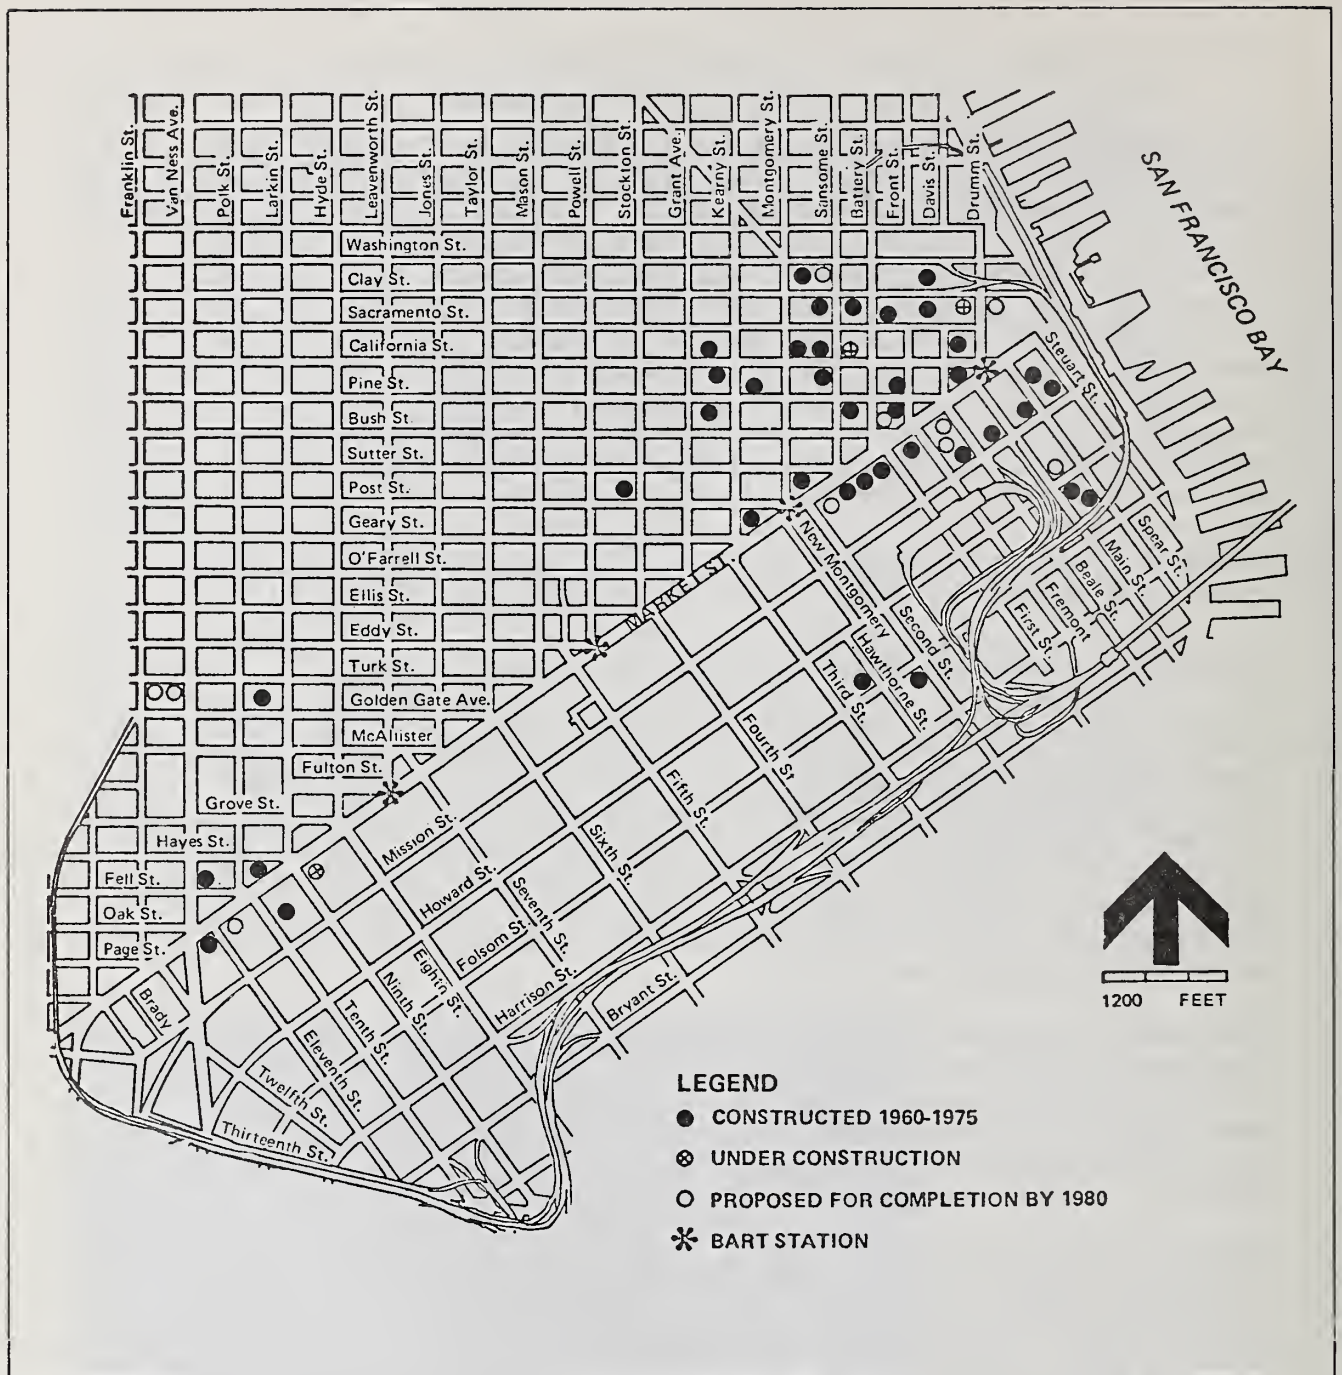 Franklin St.
Van Ness Ave.
Polk St.
Larkin St.
Hyde St.
Leavenworth St.
Jones St.
Taylor St.
Mason St.
Powell St.
Stockton St.
Grant Ave.
Kearny St.
Montgomery St.
Sansome St.
Battery St.
Front St.
Davis St.
Drumm St.
SAN FRANCISCO BAY
Washington St.
Clay St.
Sacramento St.
California St.
Steuart St.
Pine St.
Bush St.
Sutter St.
Post St.
Geary St.
O'Farrell St.
Ellis St.
Eddy St.
Turk St.
Golden Gate Ave.
McAllister
Fulton St.
Grove St.
Hayes St.
Fell St.
Oak St.
Page St.
MARKET ST.
New Montgomery
Spear St.
Main St.
Beale St.
Fremont
First St.
Second St.
Hawthorne St.
Third St.
Fourth St
Fifth St.
Sixth St.
Seventh St.
Eighth St.
Ninth St.
Tenth St.
Eleventh St.
Twelfth St.
Thirteenth St.
Brady
Mission St.
Howard St.
Folsom St.
Harrison St.
Bryant St.
1200 FEET
LEGEND
CONSTRUCTED 1960-1975
UNDER CONSTRUCTION
PROPOSED FOR COMPLETION BY 1980
BART STATION